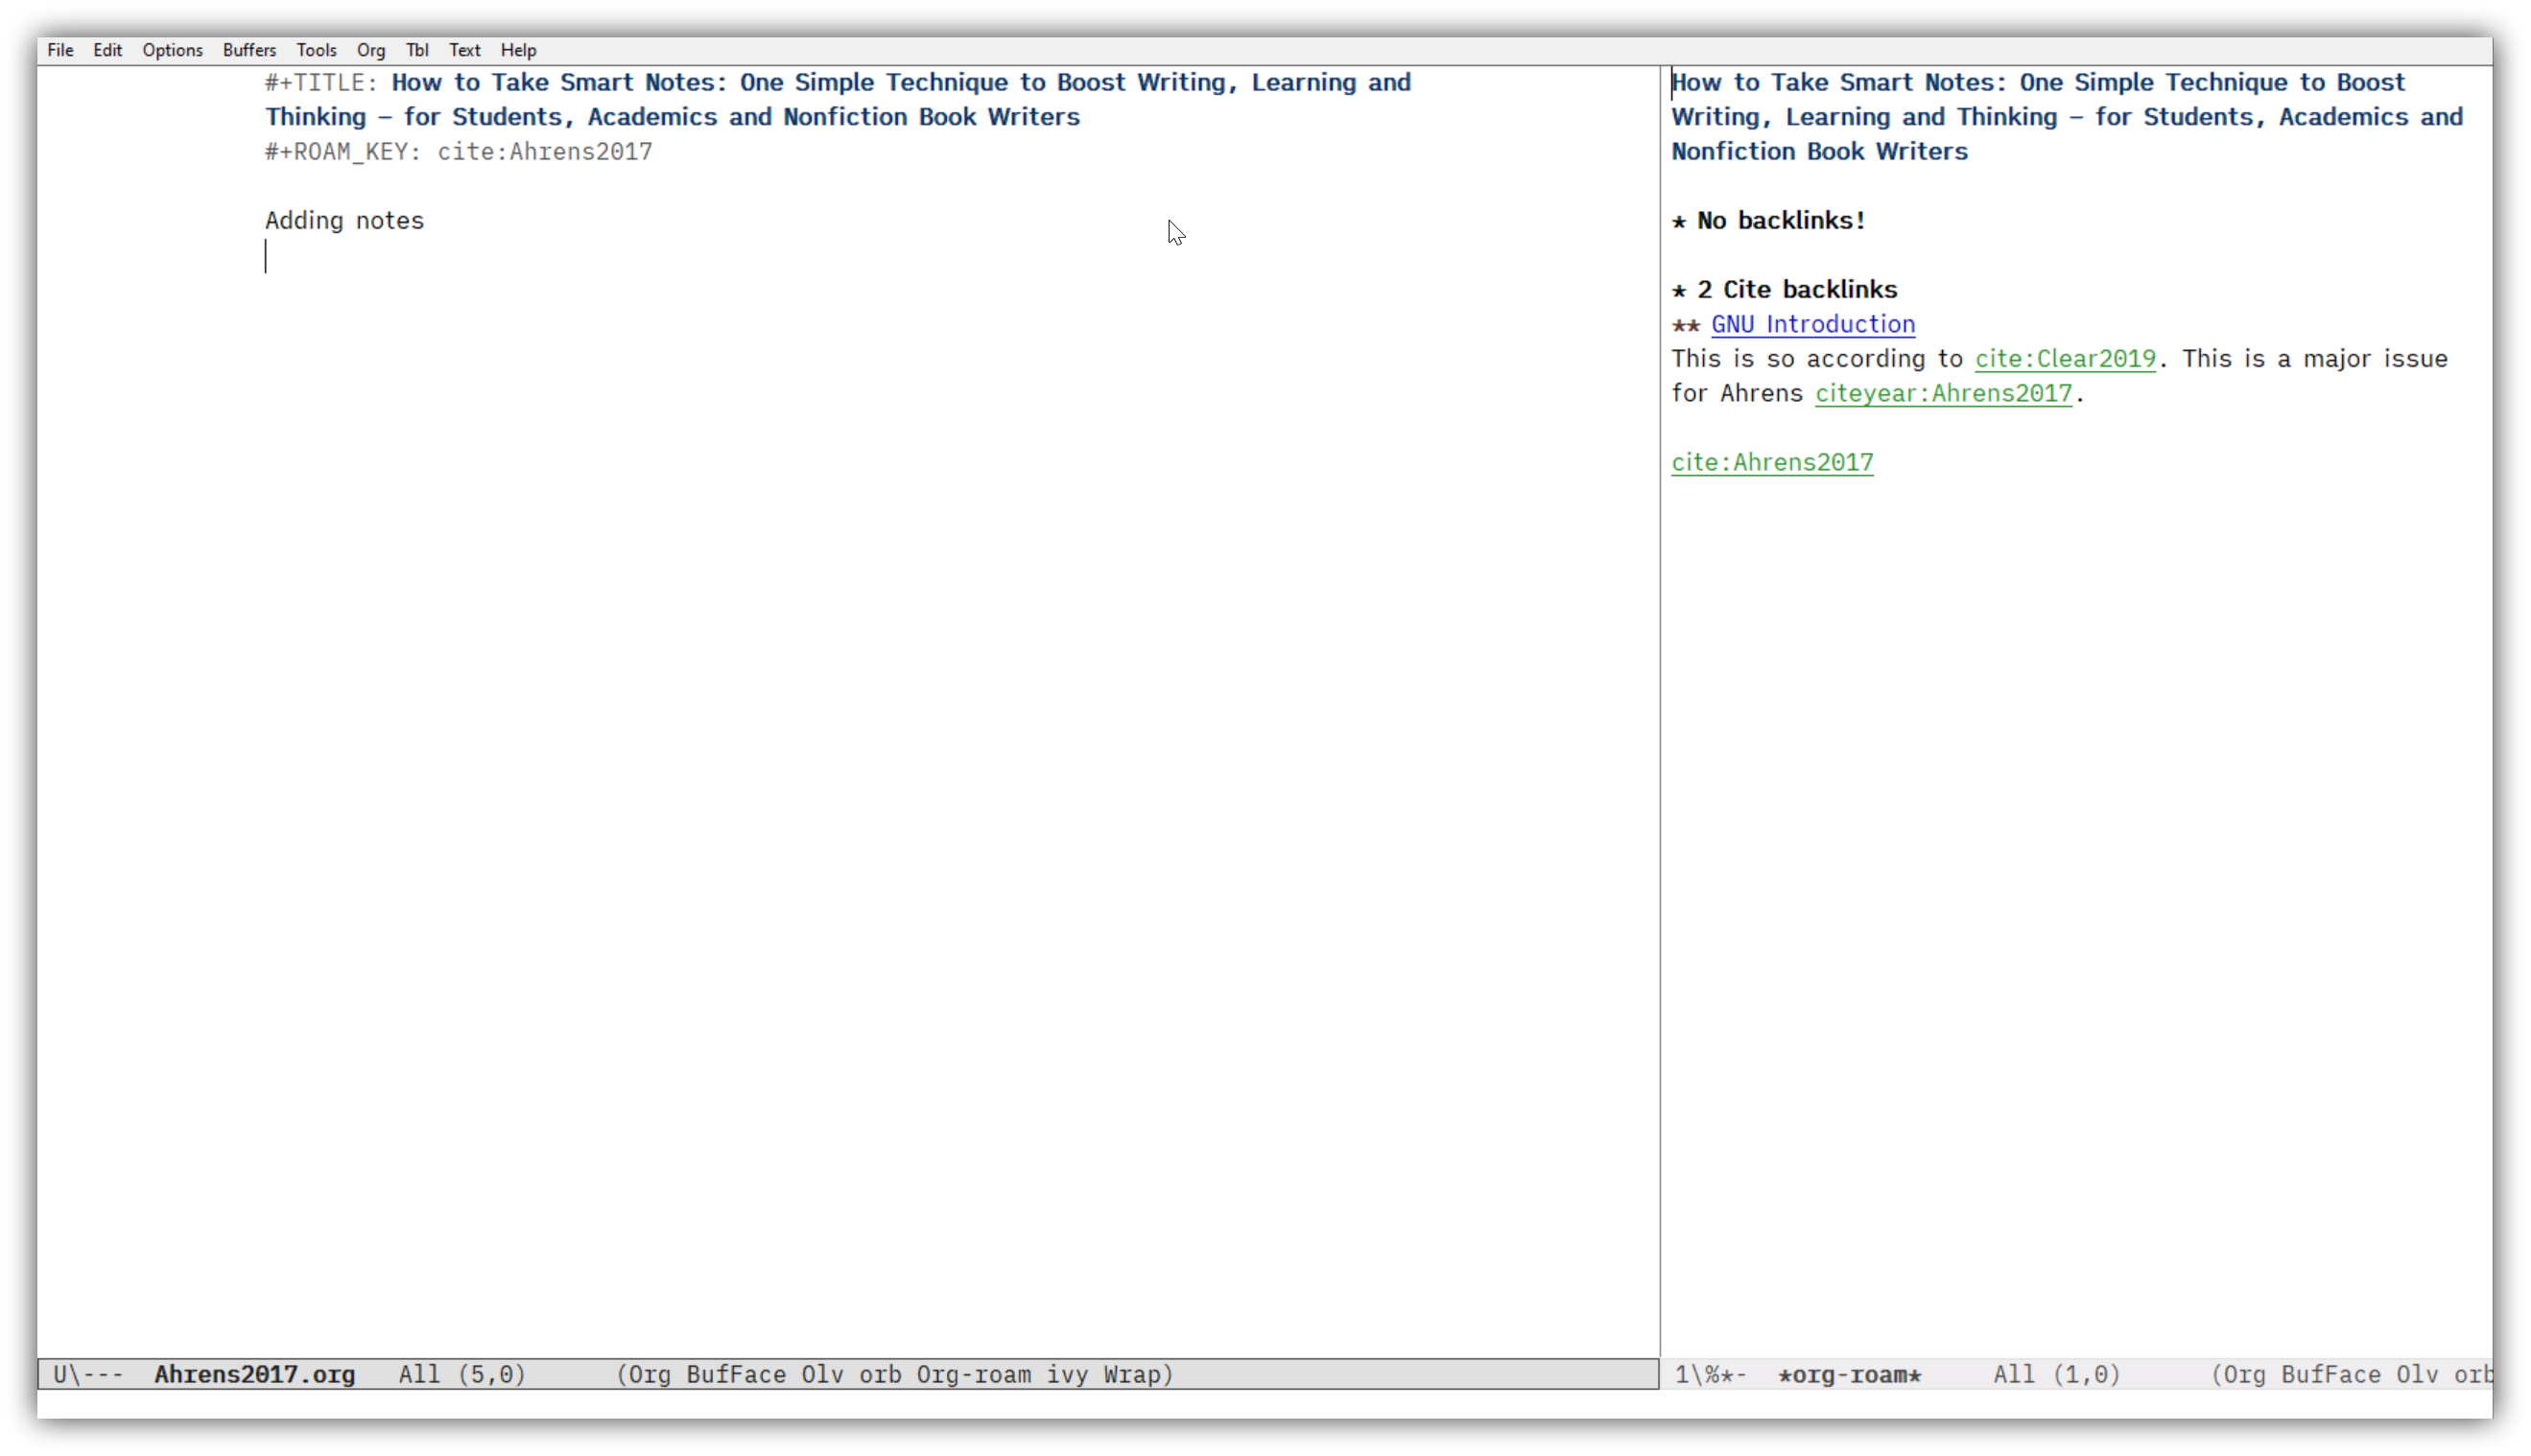 File Edit Options Buffers Tools Org Tbl Text Help
#+TITLE: How to Take Smart Notes: One Simple Technique to Boost Writing, Learning and
Thinking – for Students, Academics and Nonfiction Book Writers
#+ROAM_KEY: cite:Ahrens2017
Adding notes
How to Take Smart Notes: One Simple Technique to Boost
Writing, Learning and Thinking – for Students, Academics and
Nonfiction Book Writers
* No backlinks!
* 2 Cite backlinks
** GNU Introduction
This is so according to cite:Clear2019. This is a major issue
for Ahrens citeyear:Ahrens2017.
cite:Ahrens2017
U\--- Ahrens2017.org All (5,0) (Org BufFace Olv orb Org-roam ivy Wrap)
1\%*- *org-roam* All (1,0) (Org BufFace Olv orb